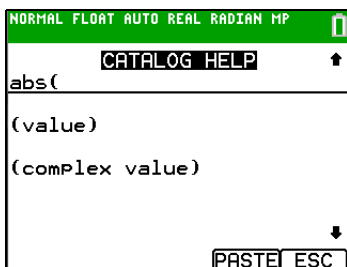 NORMAL FLOAT AUTO REAL RADIAN MP
CATALOG HELP
abs(
(value)
(complex value)
PASTE ESC